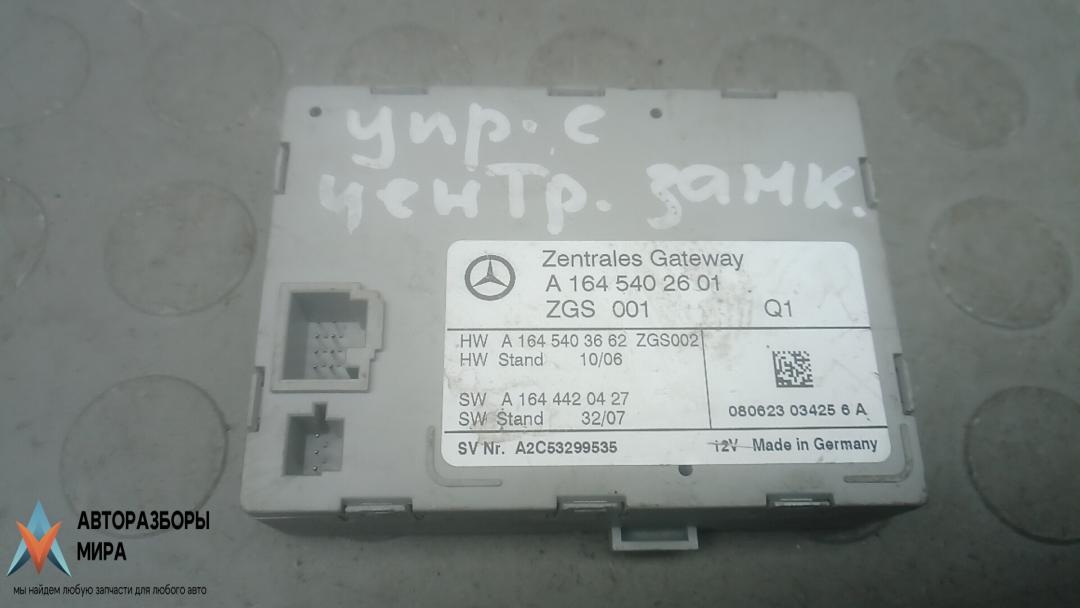 упр. с
центр. замк.
Zentrales Gateway
A 164 540 26 01
ZGS 001 Q1
HW A 164 540 36 62 ZGS002
HW Stand 10/06
SW A 164 442 04 27
SW Stand 32/07
080623 03425 6 A
SV Nr. A2C53299535 12V Made in Germany
АВТОРАЗБОРЫ
МИРА
мы найдем любую запчасти для любого авто